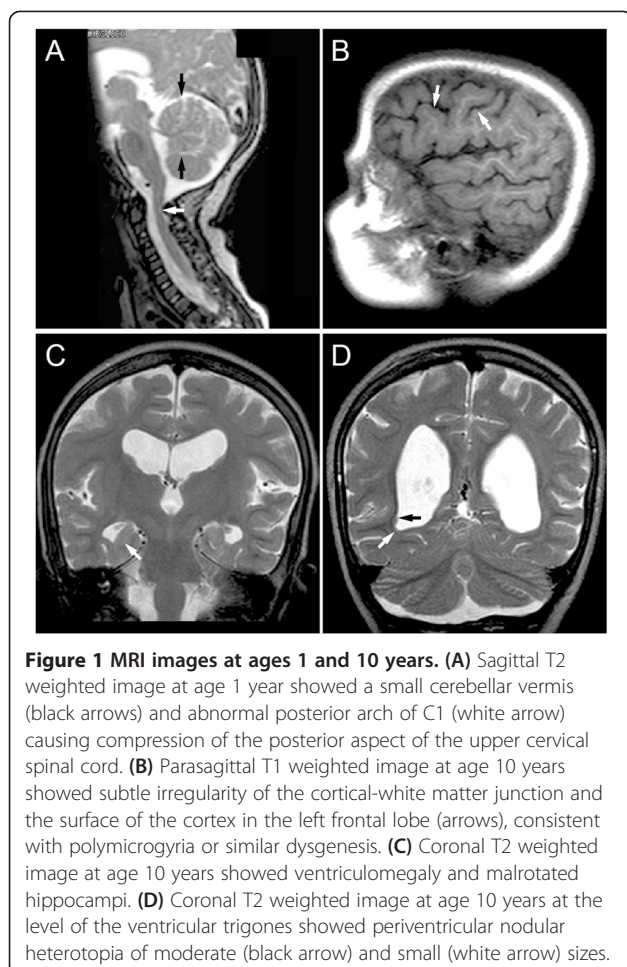 A
B
C
D
Figure 1 MRI images at ages 1 and 10 years. (A) Sagittal T2
weighted image at age 1 year showed a small cerebellar vermis
(black arrows) and abnormal posterior arch of C1 (white arrow)
causing compression of the posterior aspect of the upper cervical
spinal cord. (B) Parasagittal T1 weighted image at age 10 years
showed subtle irregularity of the cortical-white matter junction and
the surface of the cortex in the left frontal lobe (arrows), consistent
with polymicrogyria or similar dysgenesis. (C) Coronal T2 weighted
image at age 10 years showed ventriculomegaly and malrotated
hippocampi. (D) Coronal T2 weighted image at age 10 years at the
level of the ventricular trigones showed periventricular nodular
heterotopia of moderate (black arrow) and small (white arrow) sizes.